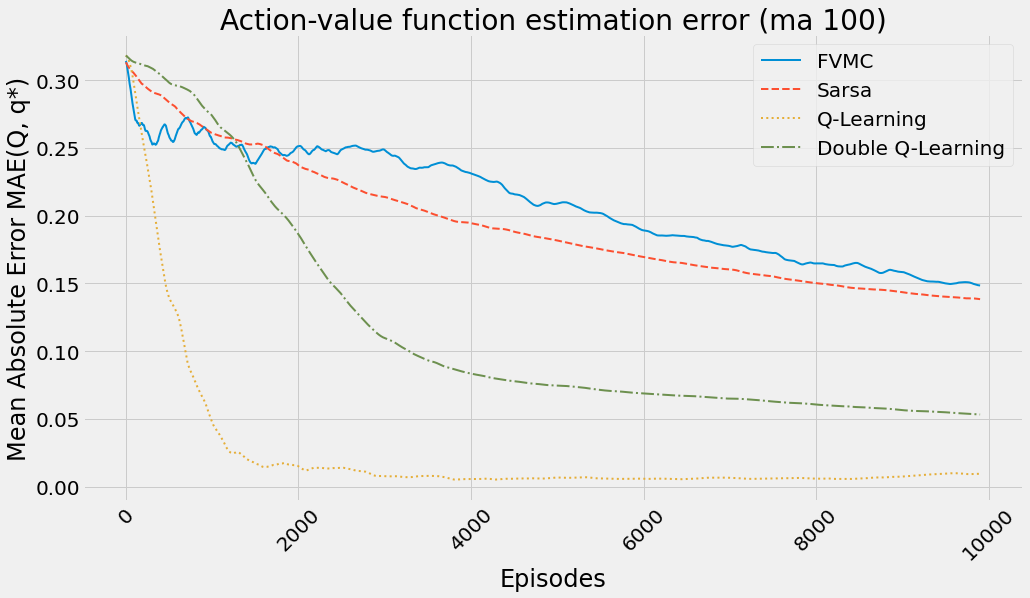 Action-value function estimation error (ma 100)
FVMC
Sarsa
Q-Learning
Double Q-Learning
Mean Absolute Error MAE(Q, q*)
0.30
0.25
0.20
0.15
0.10
0.05
0.00
0
2000
4000
6000
8000
10000
Episodes